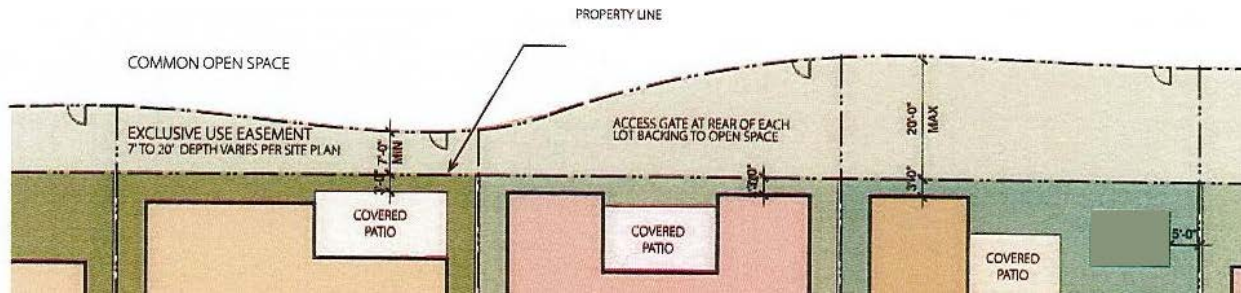 PROPERTY LINE
COMMON OPEN SPACE
EXCLUSIVE USE EASEMENT
7' TO 20' DEPTH VARIES PER SITE PLAN
7'-0"
MIN
3'-0"
ACCESS GATE AT REAR OF EACH
LOT BACKING TO OPEN SPACE
20'-0"
MAX
3'-0"
COVERED
PATIO
COVERED
PATIO
COVERED
PATIO
5'-0"